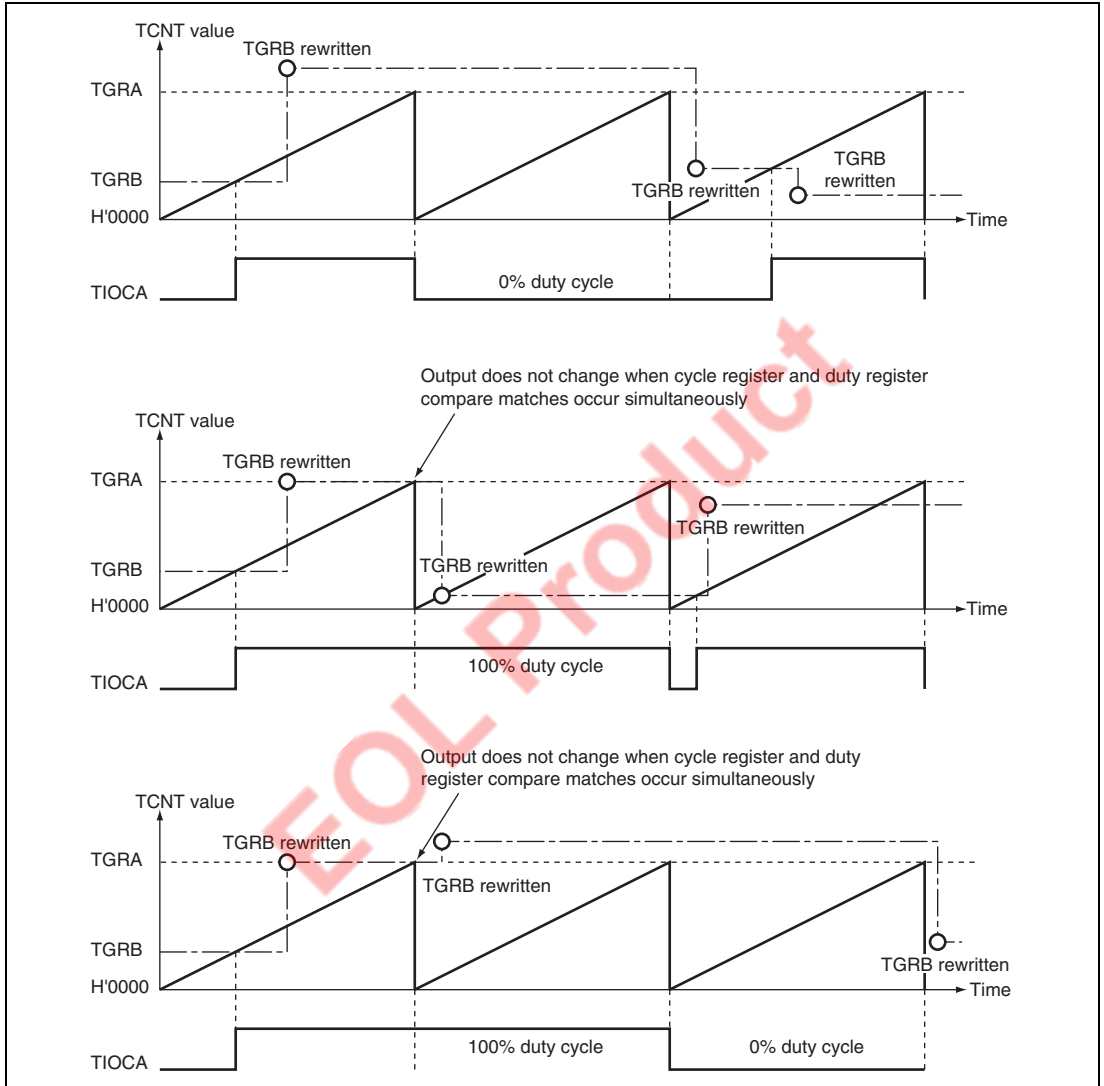 TCNT value
TGRB rewritten
TGRA
TGRB
rewritten
TGRB
TGRB rewritten
H'0000
Time
TIOCA
0% duty cycle
Output does not change when cycle register and duty register
compare matches occur simultaneously
TCNT value
TGRB rewritten
TGRA
TGRB rewritten
TGRB rewritten
TGRB
H'0000
Time
100% duty cycle
TIOCA
Output does not change when cycle register and duty
register compare matches occur simultaneously
TCNT value
TGRB rewritten
TGRA
TGRB rewritten
TGRB
TGRB rewritten
H'0000
Time
100% duty cycle
0% duty cycle
TIOCA
EOL Product